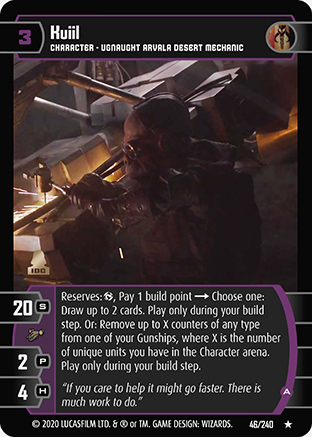 3
Kuiil
CHARACTER - UGNAUGHT ARVALA DESERT MECHANIC
IDC
20 S
2 P
4 H
Reserves: , Pay 1 build point → Choose one:
Draw up to 2 cards. Play only during your build
step. Or: Remove up to X counters of any type
from one of your Gunships, where X is the number
of unique units you have in the Character arena.
Play only during your build step.
“If you care to help it might go faster. There is
much work to do.”
A
© 2020 LUCASFILM LTD. & ® or TM. GAME DESIGN: WIZARDS.
46/240 ★